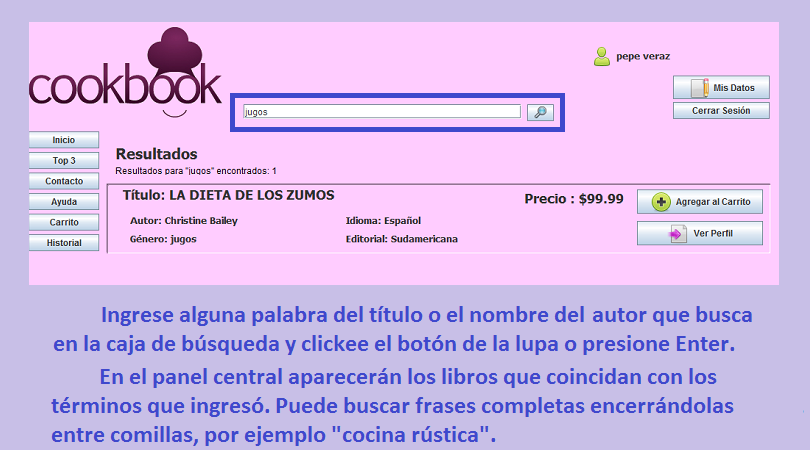 cookbook
pepe veraz
Mis Datos
jugos
Cerrar Sesión
Inicio
Top 3
Contacto
Ayuda
Carrito
Historial
Resultados
Resultados para "jugos" encontrados: 1
Título: LA DIETA DE LOS ZUMOS
Precio : $99.99
Agregar al Carrito
Autor: Christine Bailey
Idioma: Español
Género: jugos
Editorial: Sudamericana
Ver Perfil
Ingrese alguna palabra del título o el nombre del autor que busca
en la caja de búsqueda y clickee el botón de la lupa o presione Enter.
En el panel central aparecerán los libros que coincidan con los
términos que ingresó. Puede buscar frases completas encerrándolas
entre comillas, por ejemplo "cocina rústica".